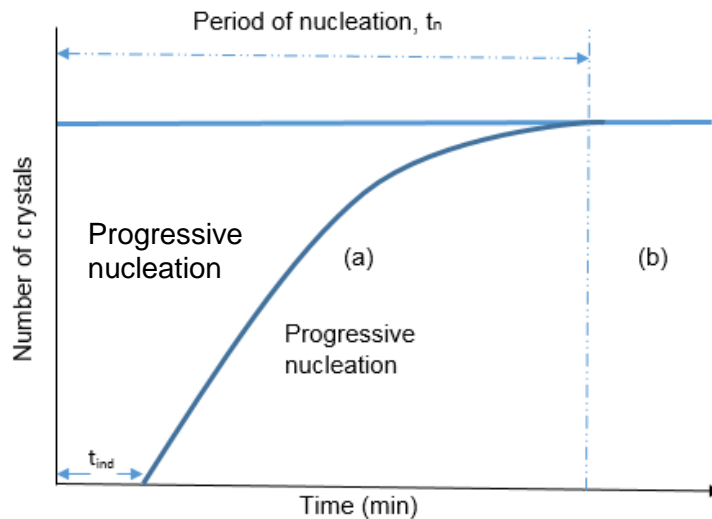 Period of nucleation, tn
Number of crystals
Progressive
nucleation
(a)
(b)
Progressive
nucleation
tind
Time (min)